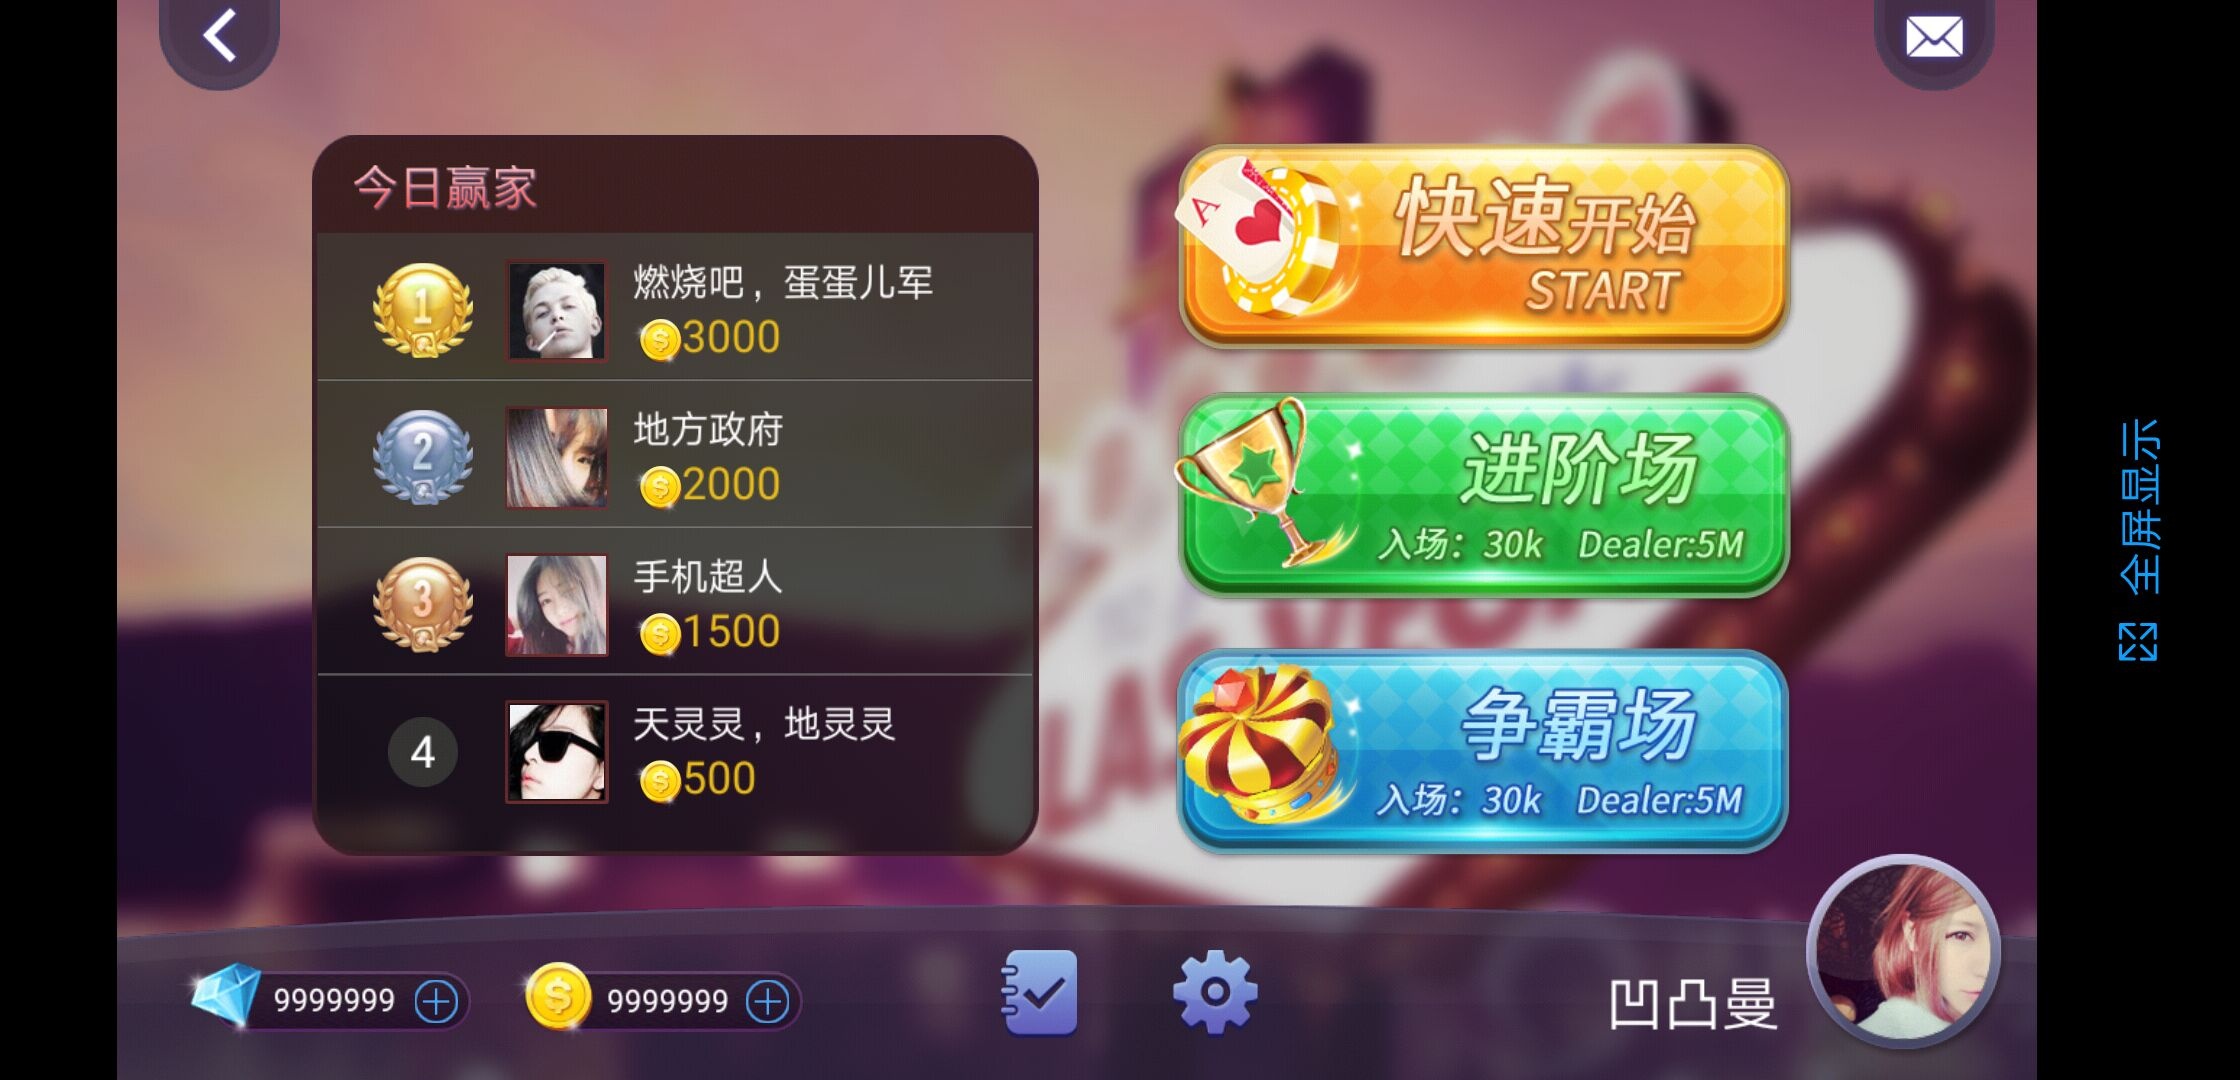 今日赢家
1
燃烧吧，蛋蛋儿军
3000
2
地方政府
2000
3
手机超人
1500
4
天灵灵，地灵灵
500
A
快速开始
START
进阶场
入场：30k Dealer:5M
争霸场
入场：30k Dealer:5M
9999999
9999999
凹凸曼
全屏显示